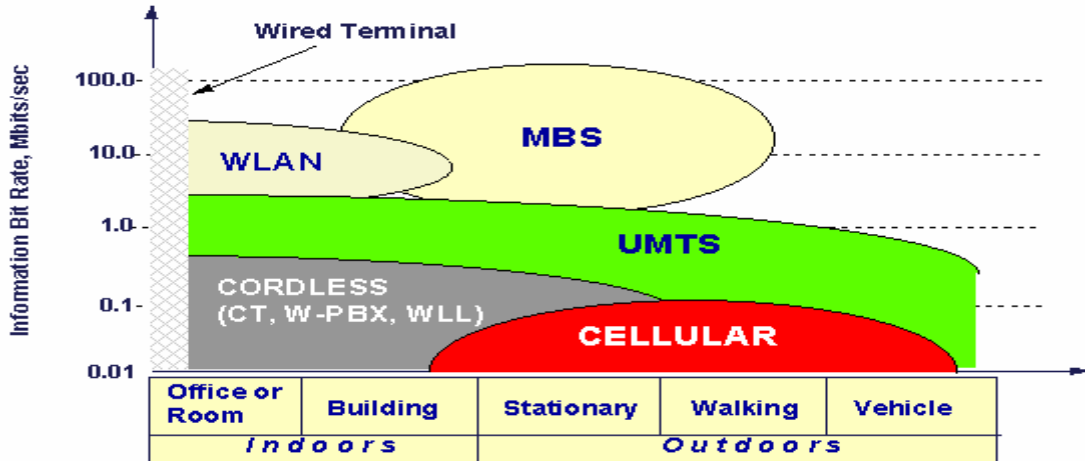 Wired Terminal
Information Bit Rate, Mbits/sec
100.0-
MBS
10.0-
WLAN
1.0-
UMTS
CORDLESS
(CT, W-PBX, WLL)
0.1-
CELLULAR
0.01
Office or
Room
Building
Stationary
Walking
Vehicle
Indoors
Outdoors